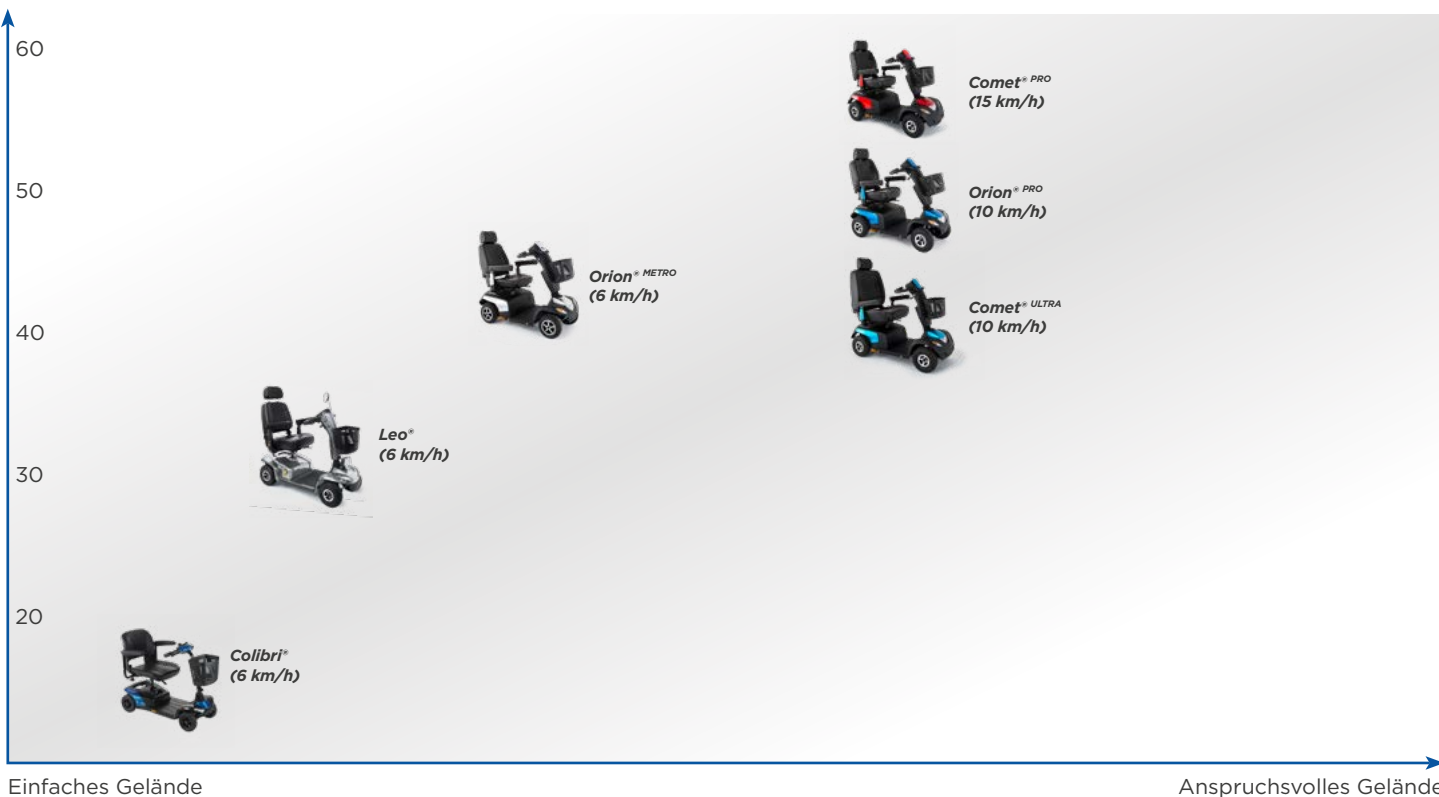 60
Comet® PRO
(15 km/h)
50
Orion® PRO
(10 km/h)
Orion® METRO
(6 km/h)
Comet® ULTRA
(10 km/h)
40
Leo®
(6 km/h)
30
20
Colibri®
(6 km/h)
Einfaches Gelände
Anspruchsvolles Gelände